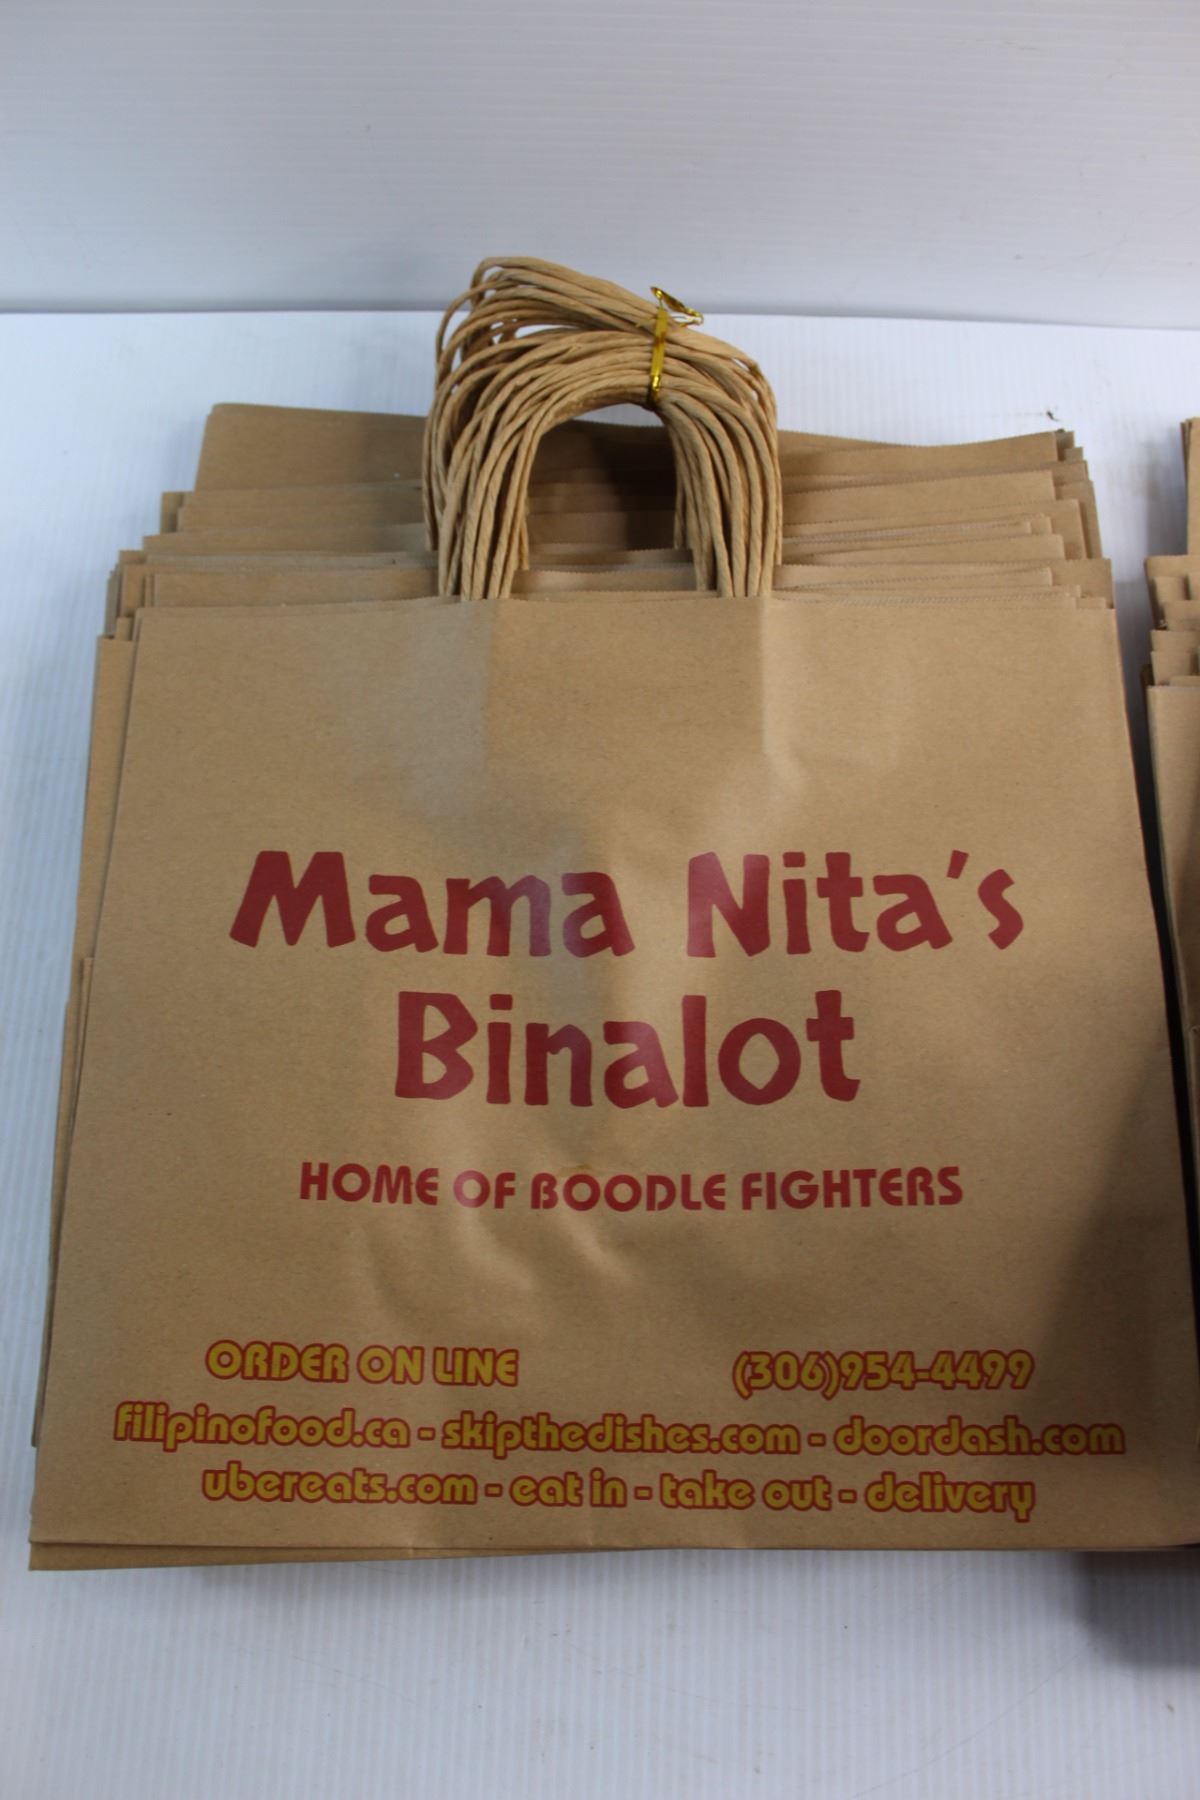 Mama Nita's
Binalot
HOME OF BOODLE FIGHTERS
ORDER ON LINE (306)954-4499
filipinofood.ca - skipthedishes.com - doordash.com
ubereats.com - eat in - take out - delivery